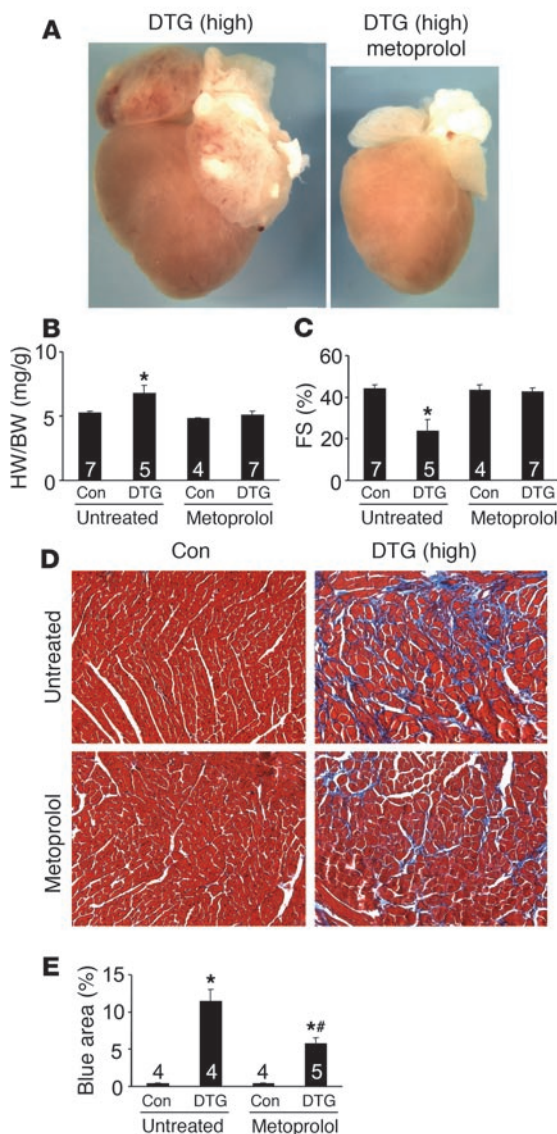 A
DTG (high)
DTG (high)
metoprolol
B
HW/BW (mg/g)
10
5
0
*
7
5
4
7
Con
DTG
Con
DTG
Untreated
Metoprolol
C
FS (%)
60
40
20
0
*
7
5
4
7
Con
DTG
Con
DTG
Untreated
Metoprolol
D
Con
DTG (high)
Untreated
Metoprolol
E
Blue area (%)
15
10
5
0
*
*#
4
4
4
5
Con
DTG
Con
DTG
Untreated
Metoprolol